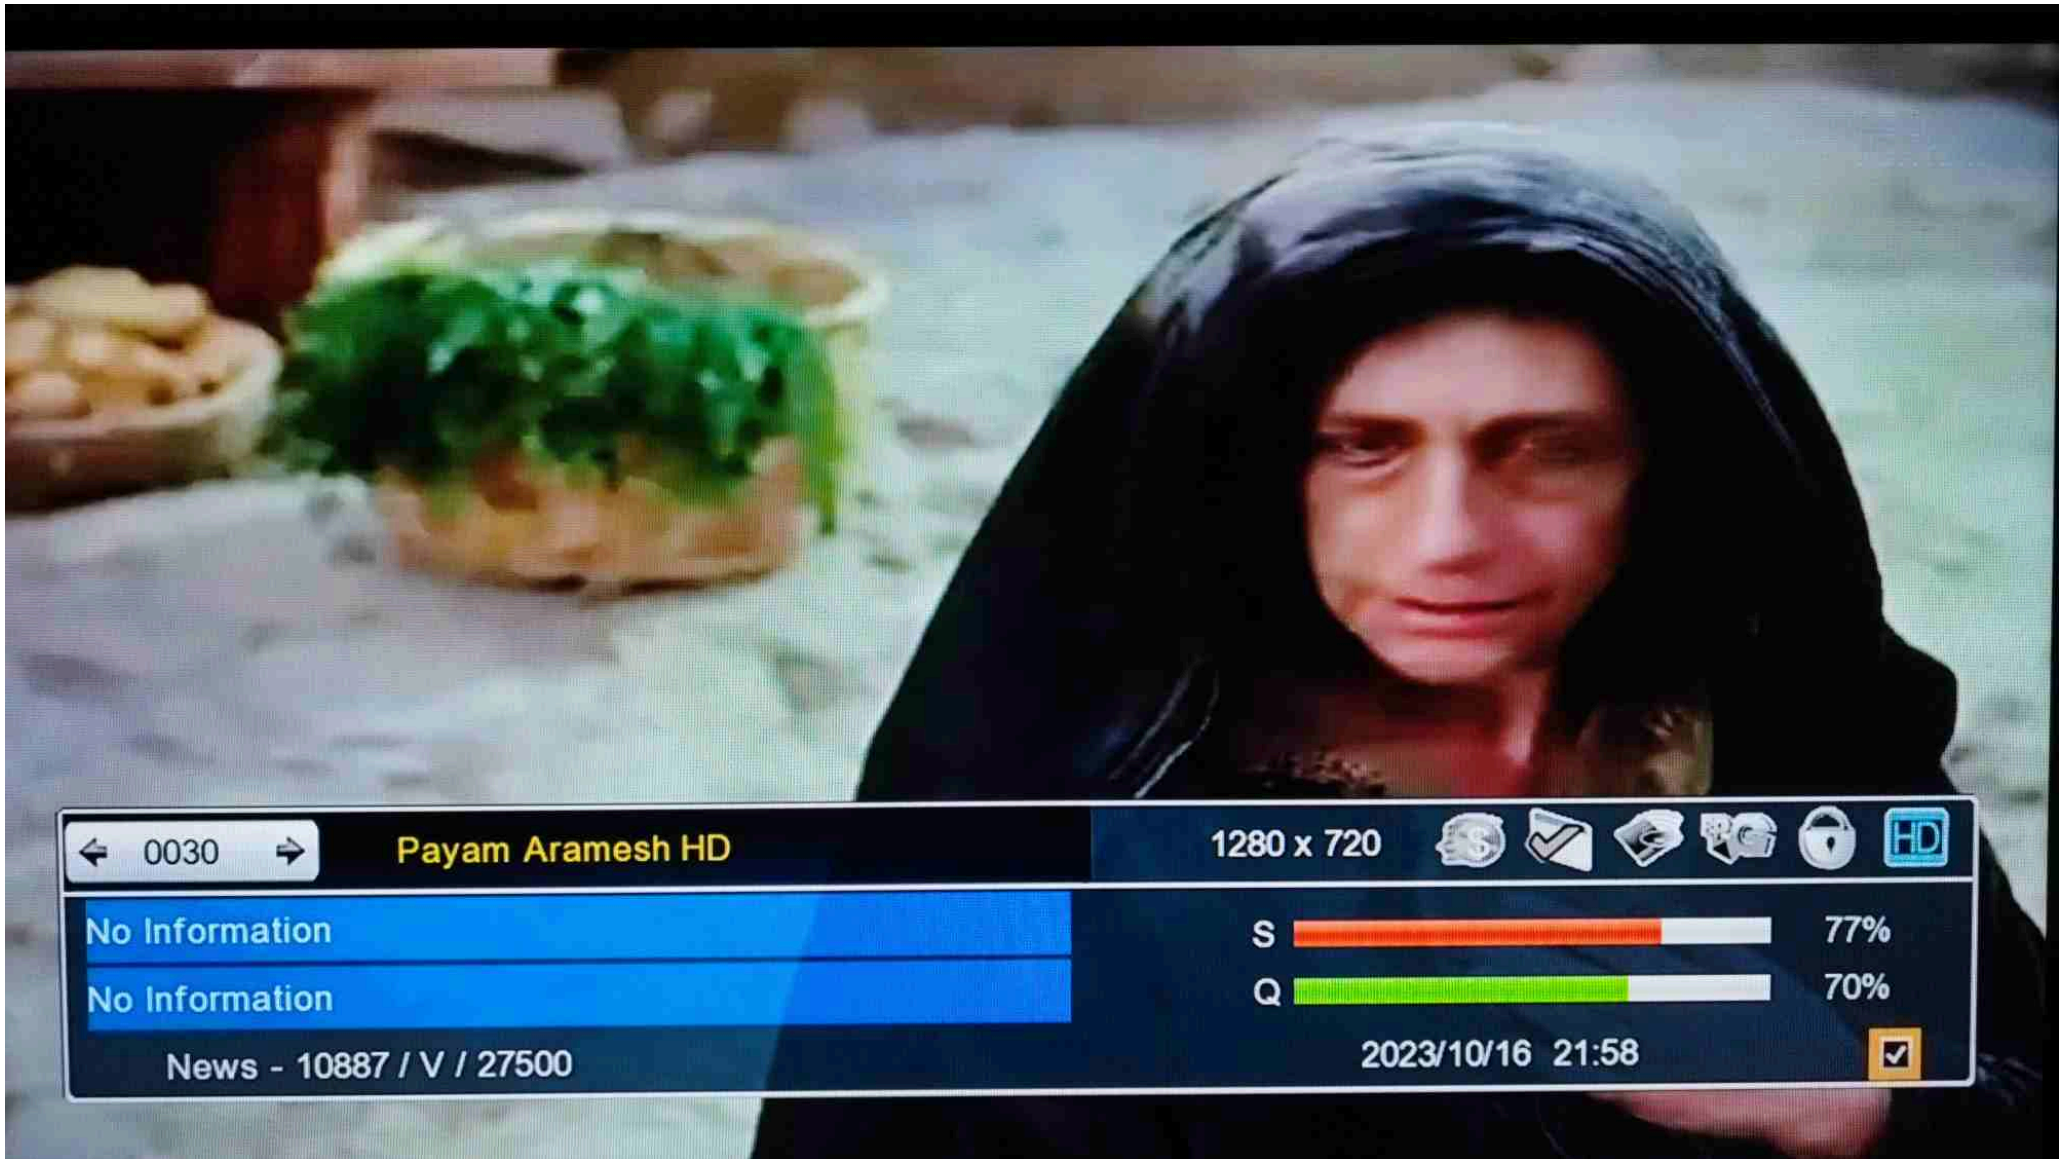 0030
Payam Aramesh HD
1280 x 720
HD
No Information
No Information
S 77%
Q 70%
News - 10887 / V / 27500
2023/10/16 21:58